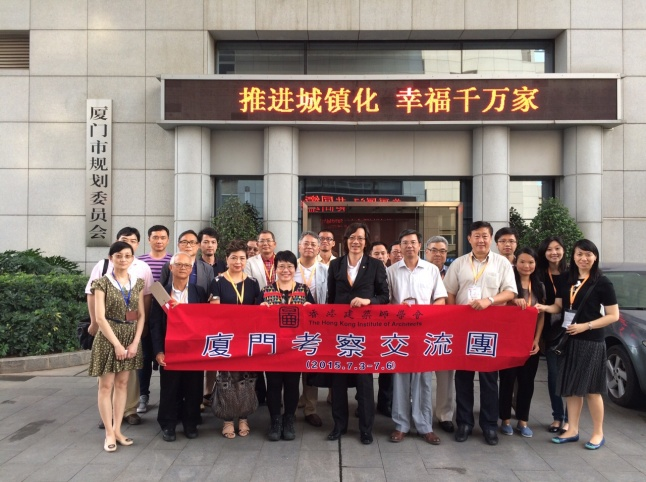 推进城镇化 幸福千万家
厦门市规划委员会
香港建築師學會
The Hong Kong Institute of Architects
廈門考察交流團
(2015.7.3-7.6)